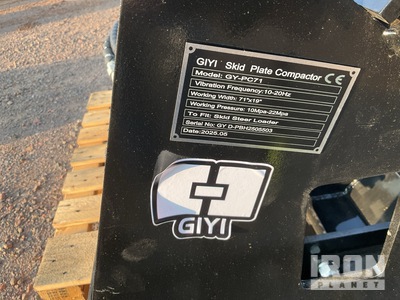 GIYI Skid Plate Compactor CE
Model: GY-PC71
Vibration Frequency:10-20Hz
Working Width: 71"x19"
Working Pressure: 10Mpa-22Mpa
To Fit: Skid Steer Loader
Serial No: GY D-PBH2505503
Date:2025.05
GIYI
IRON
PLANET